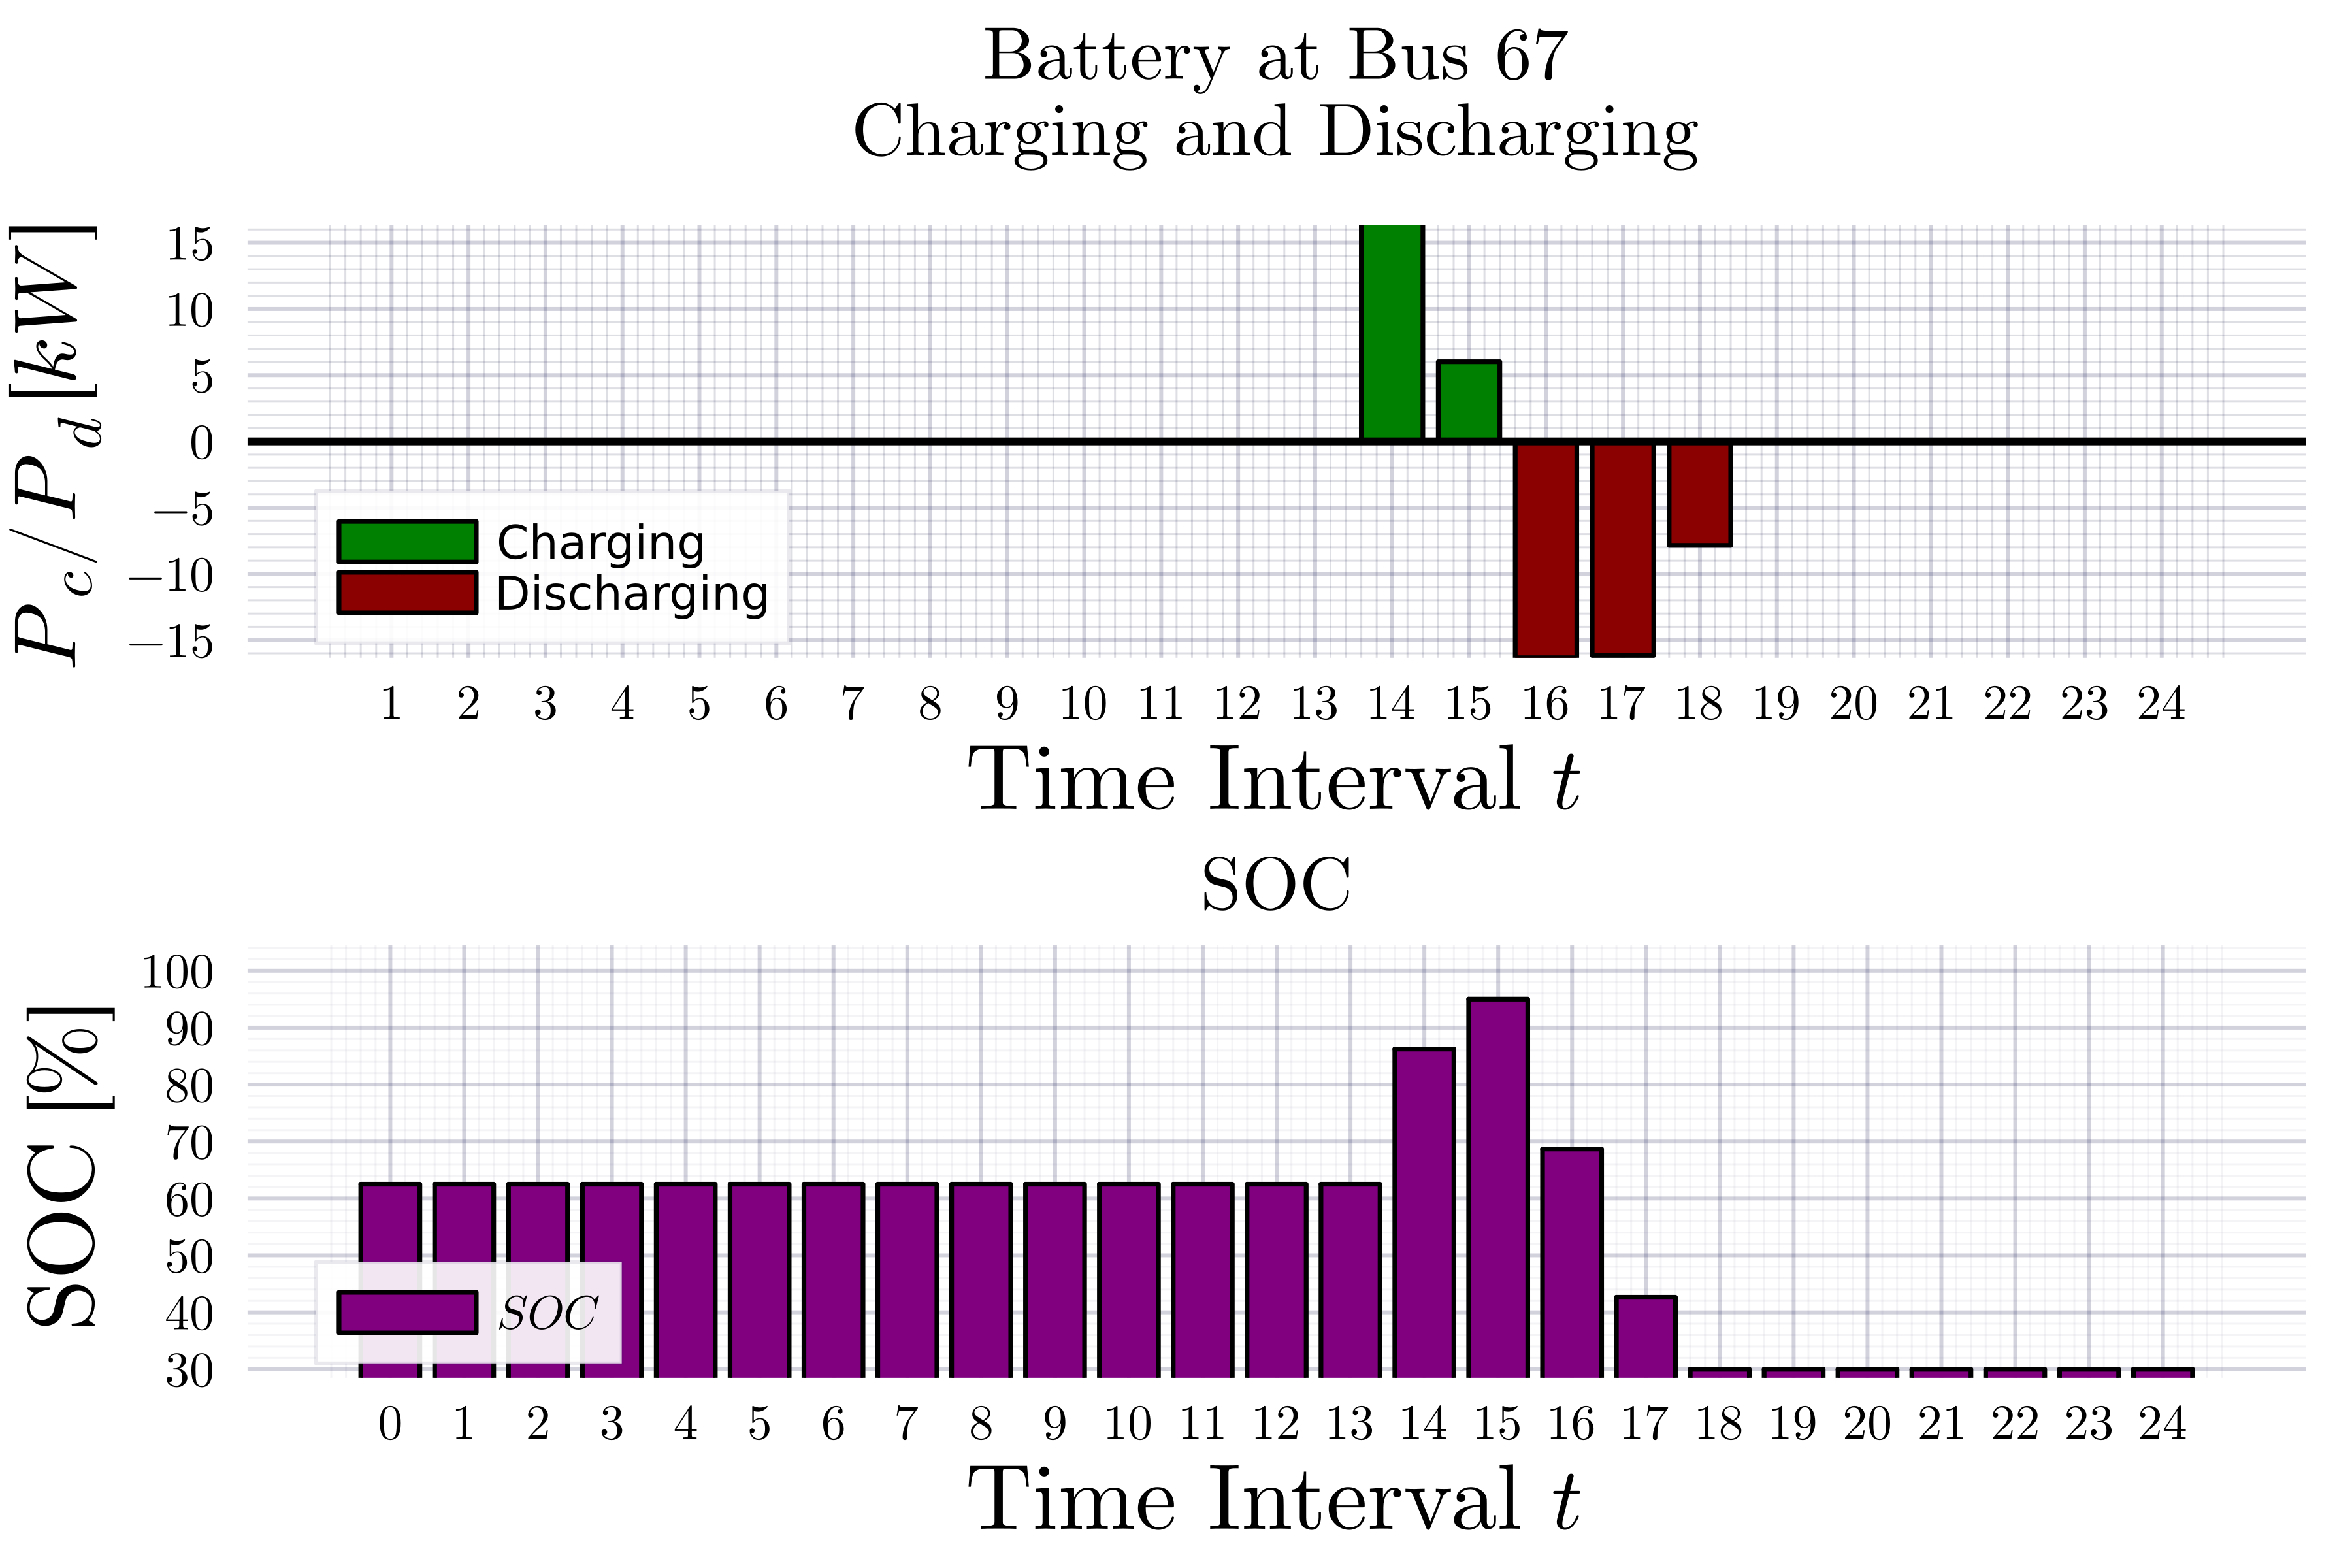 Battery at Bus 67
Charging and Discharging
P_c/P_d [kW]
15
10
5
0
−5
−10
−15
Charging
Discharging
1 2 3 4 5 6 7 8 9 10 11 12 13 14 15 16 17 18 19 20 21 22 23 24
Time Interval t
SOC
SOC [%]
100
90
80
70
60
50
40
30
SOC
0 1 2 3 4 5 6 7 8 9 10 11 12 13 14 15 16 17 18 19 20 21 22 23 24
Time Interval t